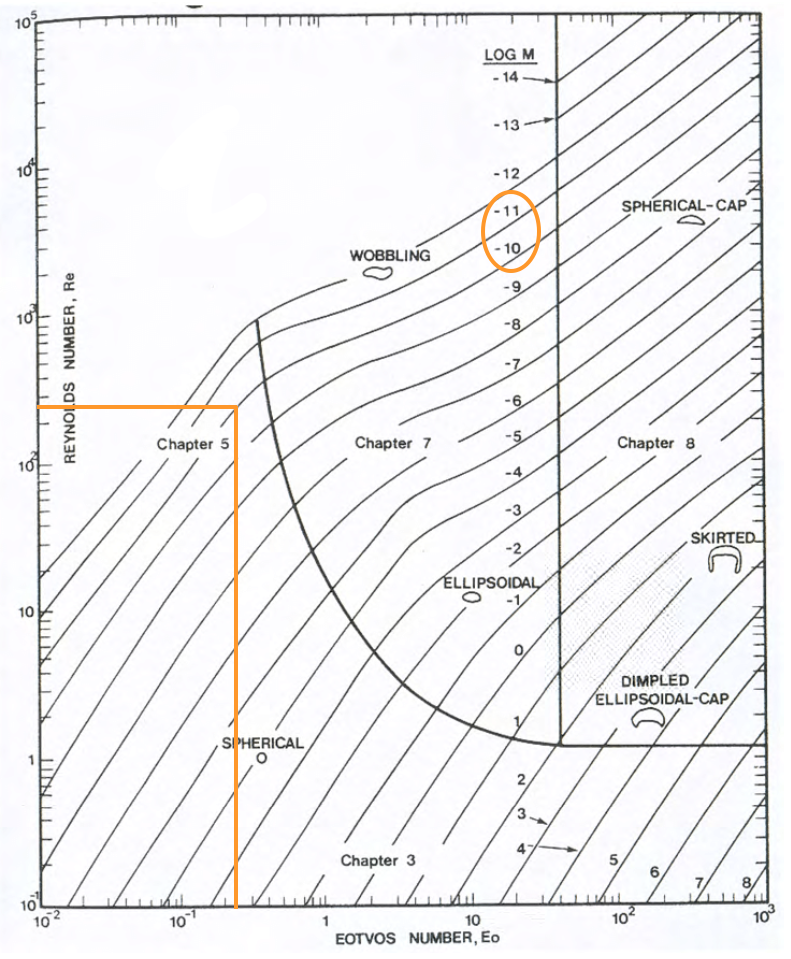 10^5
LOG M
-14
-13
10^4
-12
-11
SPHERICAL-CAP
-10
WOBBLING
-9
10^3
-8
REYNOLDS NUMBER, Re
-7
-6
Chapter 5
Chapter 7
-5
Chapter 8
10^2
-4
-3
SKIRTED
-2
ELLIPSOIDAL
-1
10
0
DIMPLED
ELLIPSOIDAL-CAP
1
SPHERICAL
1
2
3
4
Chapter 3
5
6
7
8
10^-1
10^-2
10^-1
1
10
10^2
10^3
EOTVOS NUMBER, Eo